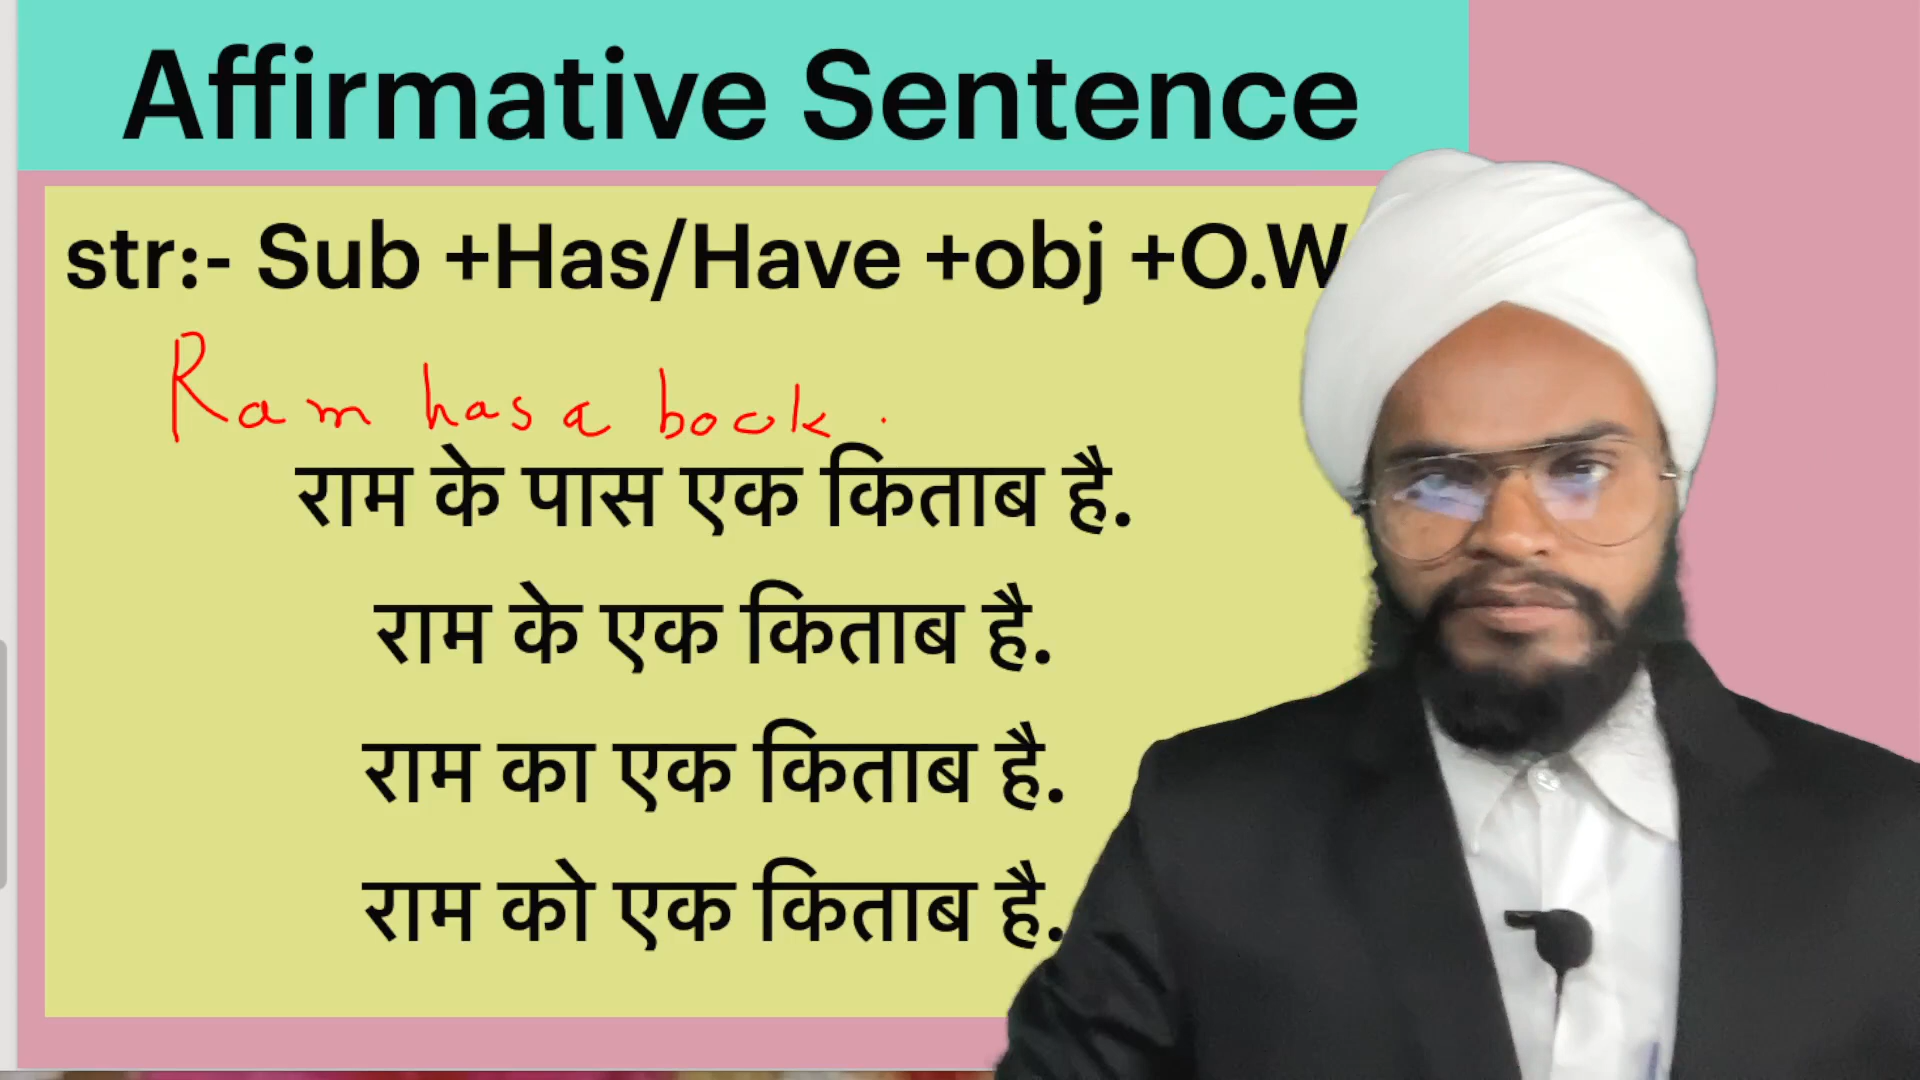 Affirmative Sentence
str:- Sub +Has/Have +obj +O.W
Ram has a book.
राम के पास एक किताब है.
राम के एक किताब है.
राम का एक किताब है.
राम को एक किताब है.